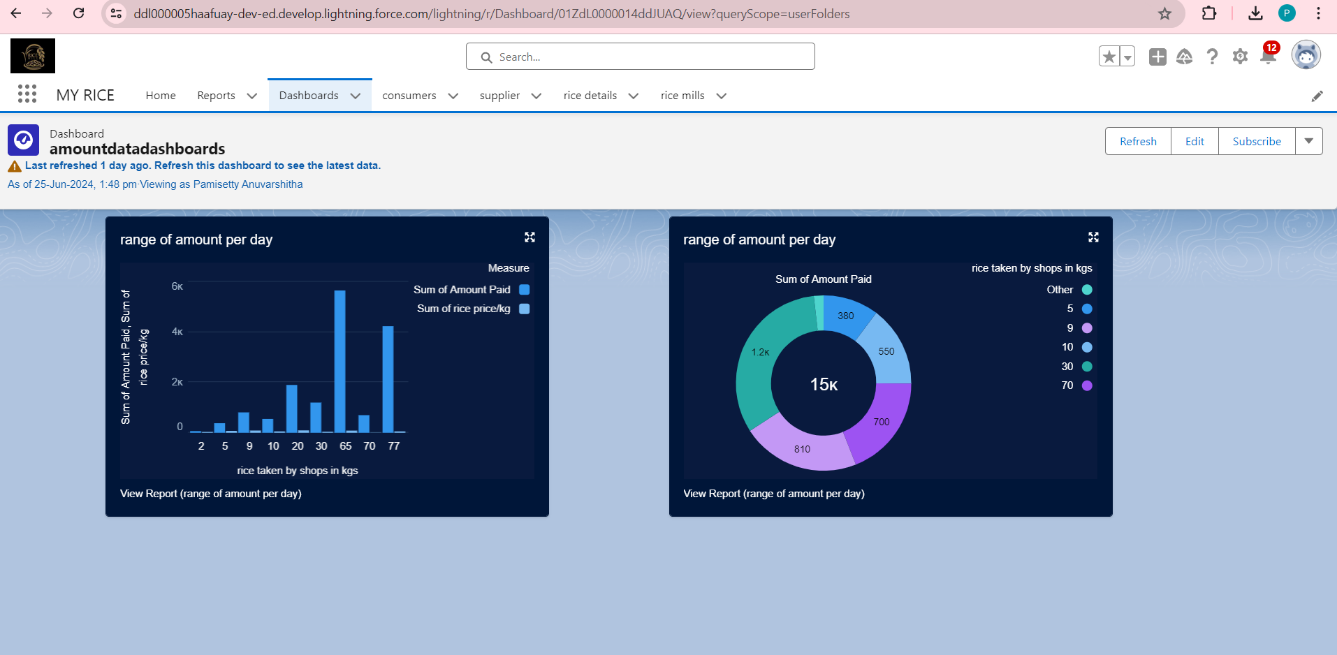 ddl000005haafuay-dev-ed.develop.lightning.force.com/lightning/r/Dashboard/01ZdL0000014ddJUAQ/view?queryScope=userFolders
P
Search...
12
MY RICE Home Reports Dashboards consumers supplier rice details rice mills
Dashboard
amountdatadashboards
Last refreshed 1 day ago. Refresh this dashboard to see the latest data.
As of 25-Jun-2024, 1:48 pm·Viewing as Pamisetty Anuvarshitha
Refresh Edit Subscribe
range of amount per day
Measure
Sum of Amount Paid
Sum of rice price/kg
Sum of Amount Paid, Sum of
rice price/kg
6K
4K
2K
0
2 5 9 10 20 30 65 70 77
rice taken by shops in kgs
View Report (range of amount per day)
range of amount per day
Sum of Amount Paid
rice taken by shops in kgs
Other
5
9
10
30
70
380
550
700
810
1.2K
15K
View Report (range of amount per day)